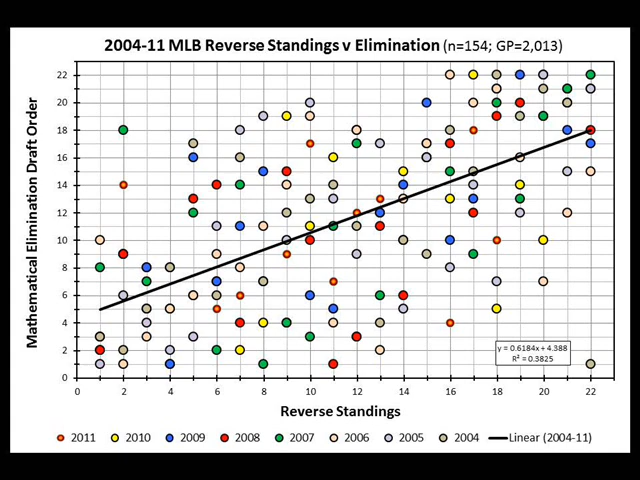 2004-11 MLB Reverse Standings v Elimination (n=154; GP=2,013)
Mathematical Elimination Draft Order
22
20
18
16
14
12
10
8
6
4
2
0
y = 0.6184x + 4.388
R² = 0.3825
0 2 4 6 8 10 12 14 16 18 20 22
Reverse Standings
2011 2010 2009 2008 2007 2006 2005 2004 Linear (2004-11)